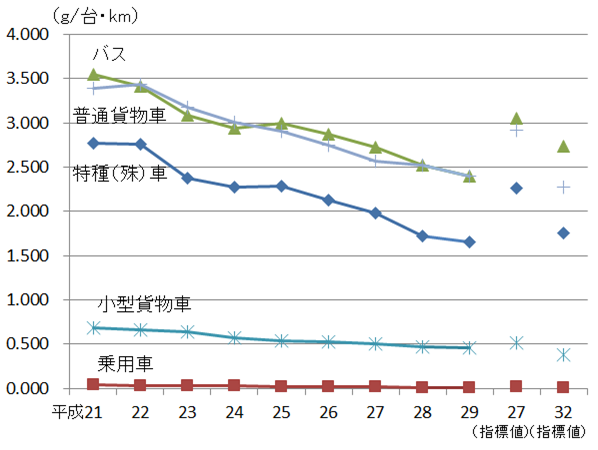 （g/台・km）
4.000
3.500
3.000
2.500
2.000
1.500
1.000
0.500
0.000
バス
普通貨物車
特種（殊）車
小型貨物車
乗用車
平成21 22 23 24 25 26 27 28 29 27 32
（指標値）（指標値）